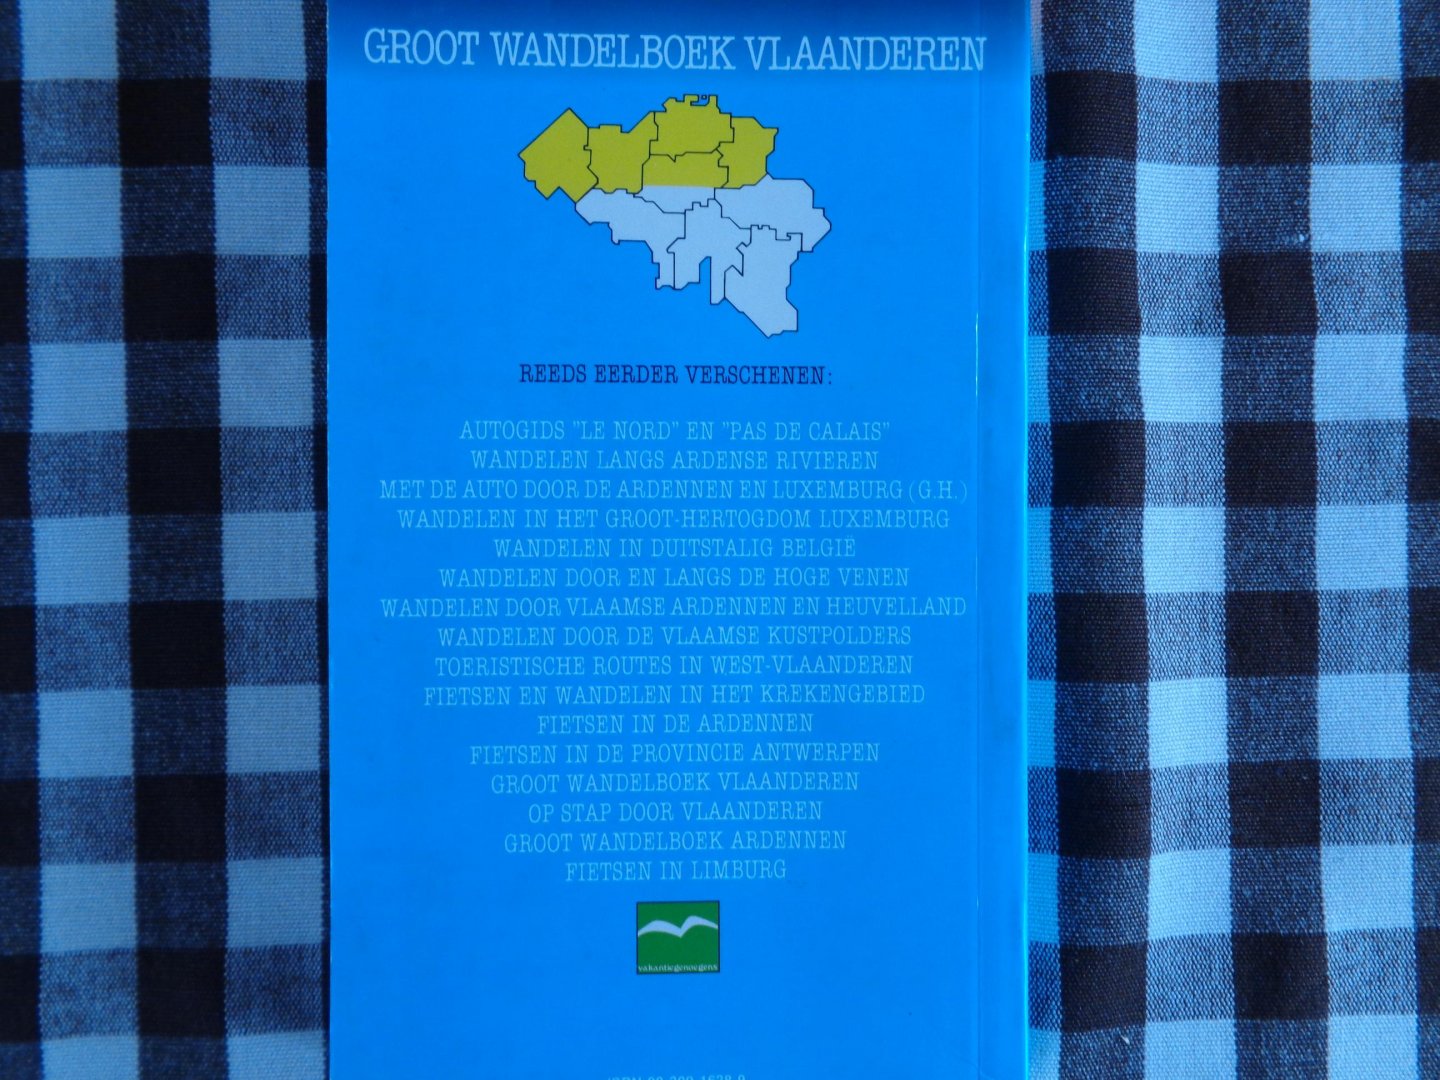 GROOT WANDELBOEK VLAANDEREN
REEDS EERDER VERSCHENEN:
AUTOGIDS "LE NORD" EN "PAS DE CALAIS"
WANDELEN LANGS ARDENSE RIVIEREN
MET DE AUTO DOOR DE ARDENNEN EN LUXEMBURG (G.H.)
WANDELEN IN HET GROOT-HERTOGDOM LUXEMBURG
WANDELEN IN DUITSTALIG BELGIË
WANDELEN DOOR EN LANGS DE HOGE VENEN
WANDELEN DOOR VLAAMSE ARDENNEN EN HEUVELLAND
WANDELEN DOOR DE VLAAMSE KUSTPOLDERS
TOERISTISCHE ROUTES IN WEST-VLAANDEREN
FIETSEN EN WANDELEN IN HET KREKENGEBIED
FIETSEN IN DE ARDENNEN
FIETSEN IN DE PROVINCIE ANTWERPEN
GROOT WANDELBOEK VLAANDEREN
OP STAP DOOR VLAANDEREN
GROOT WANDELBOEK ARDENNEN
FIETSEN IN LIMBURG
vakantiegenoegens